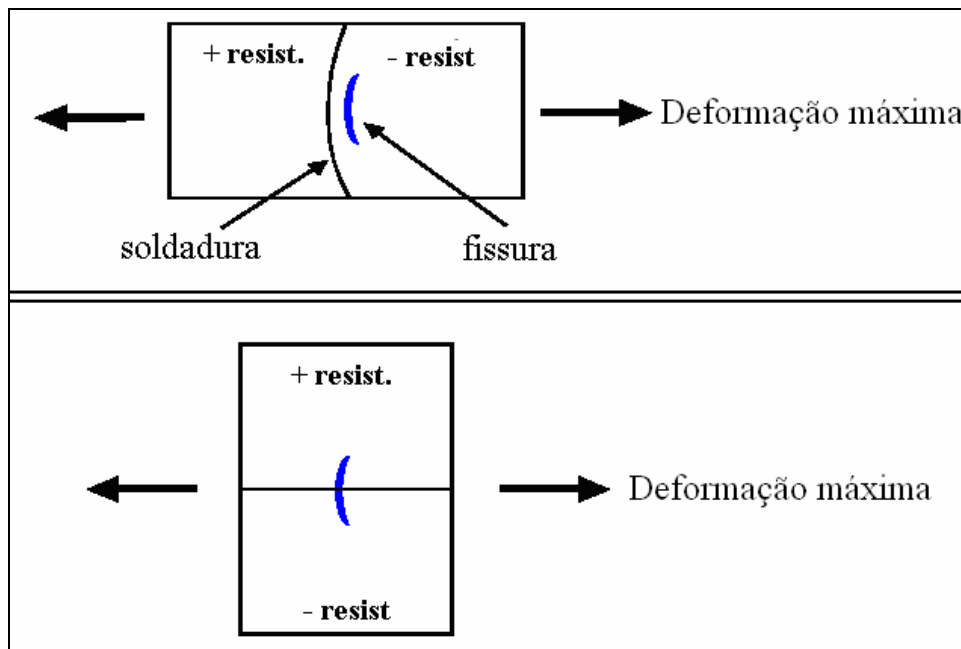 + resist.
- resist
Deformação máxima
soldadura
fissura
+ resist.
Deformação máxima
- resist